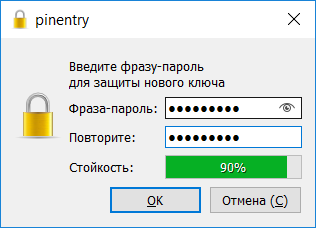 pinentry
Введите фразу-пароль
для защиты нового ключа
Фраза-пароль: ●●●●●●●●●
Повторите: ●●●●●●●●●
Стойкость: 90%
OK Отмена (C)